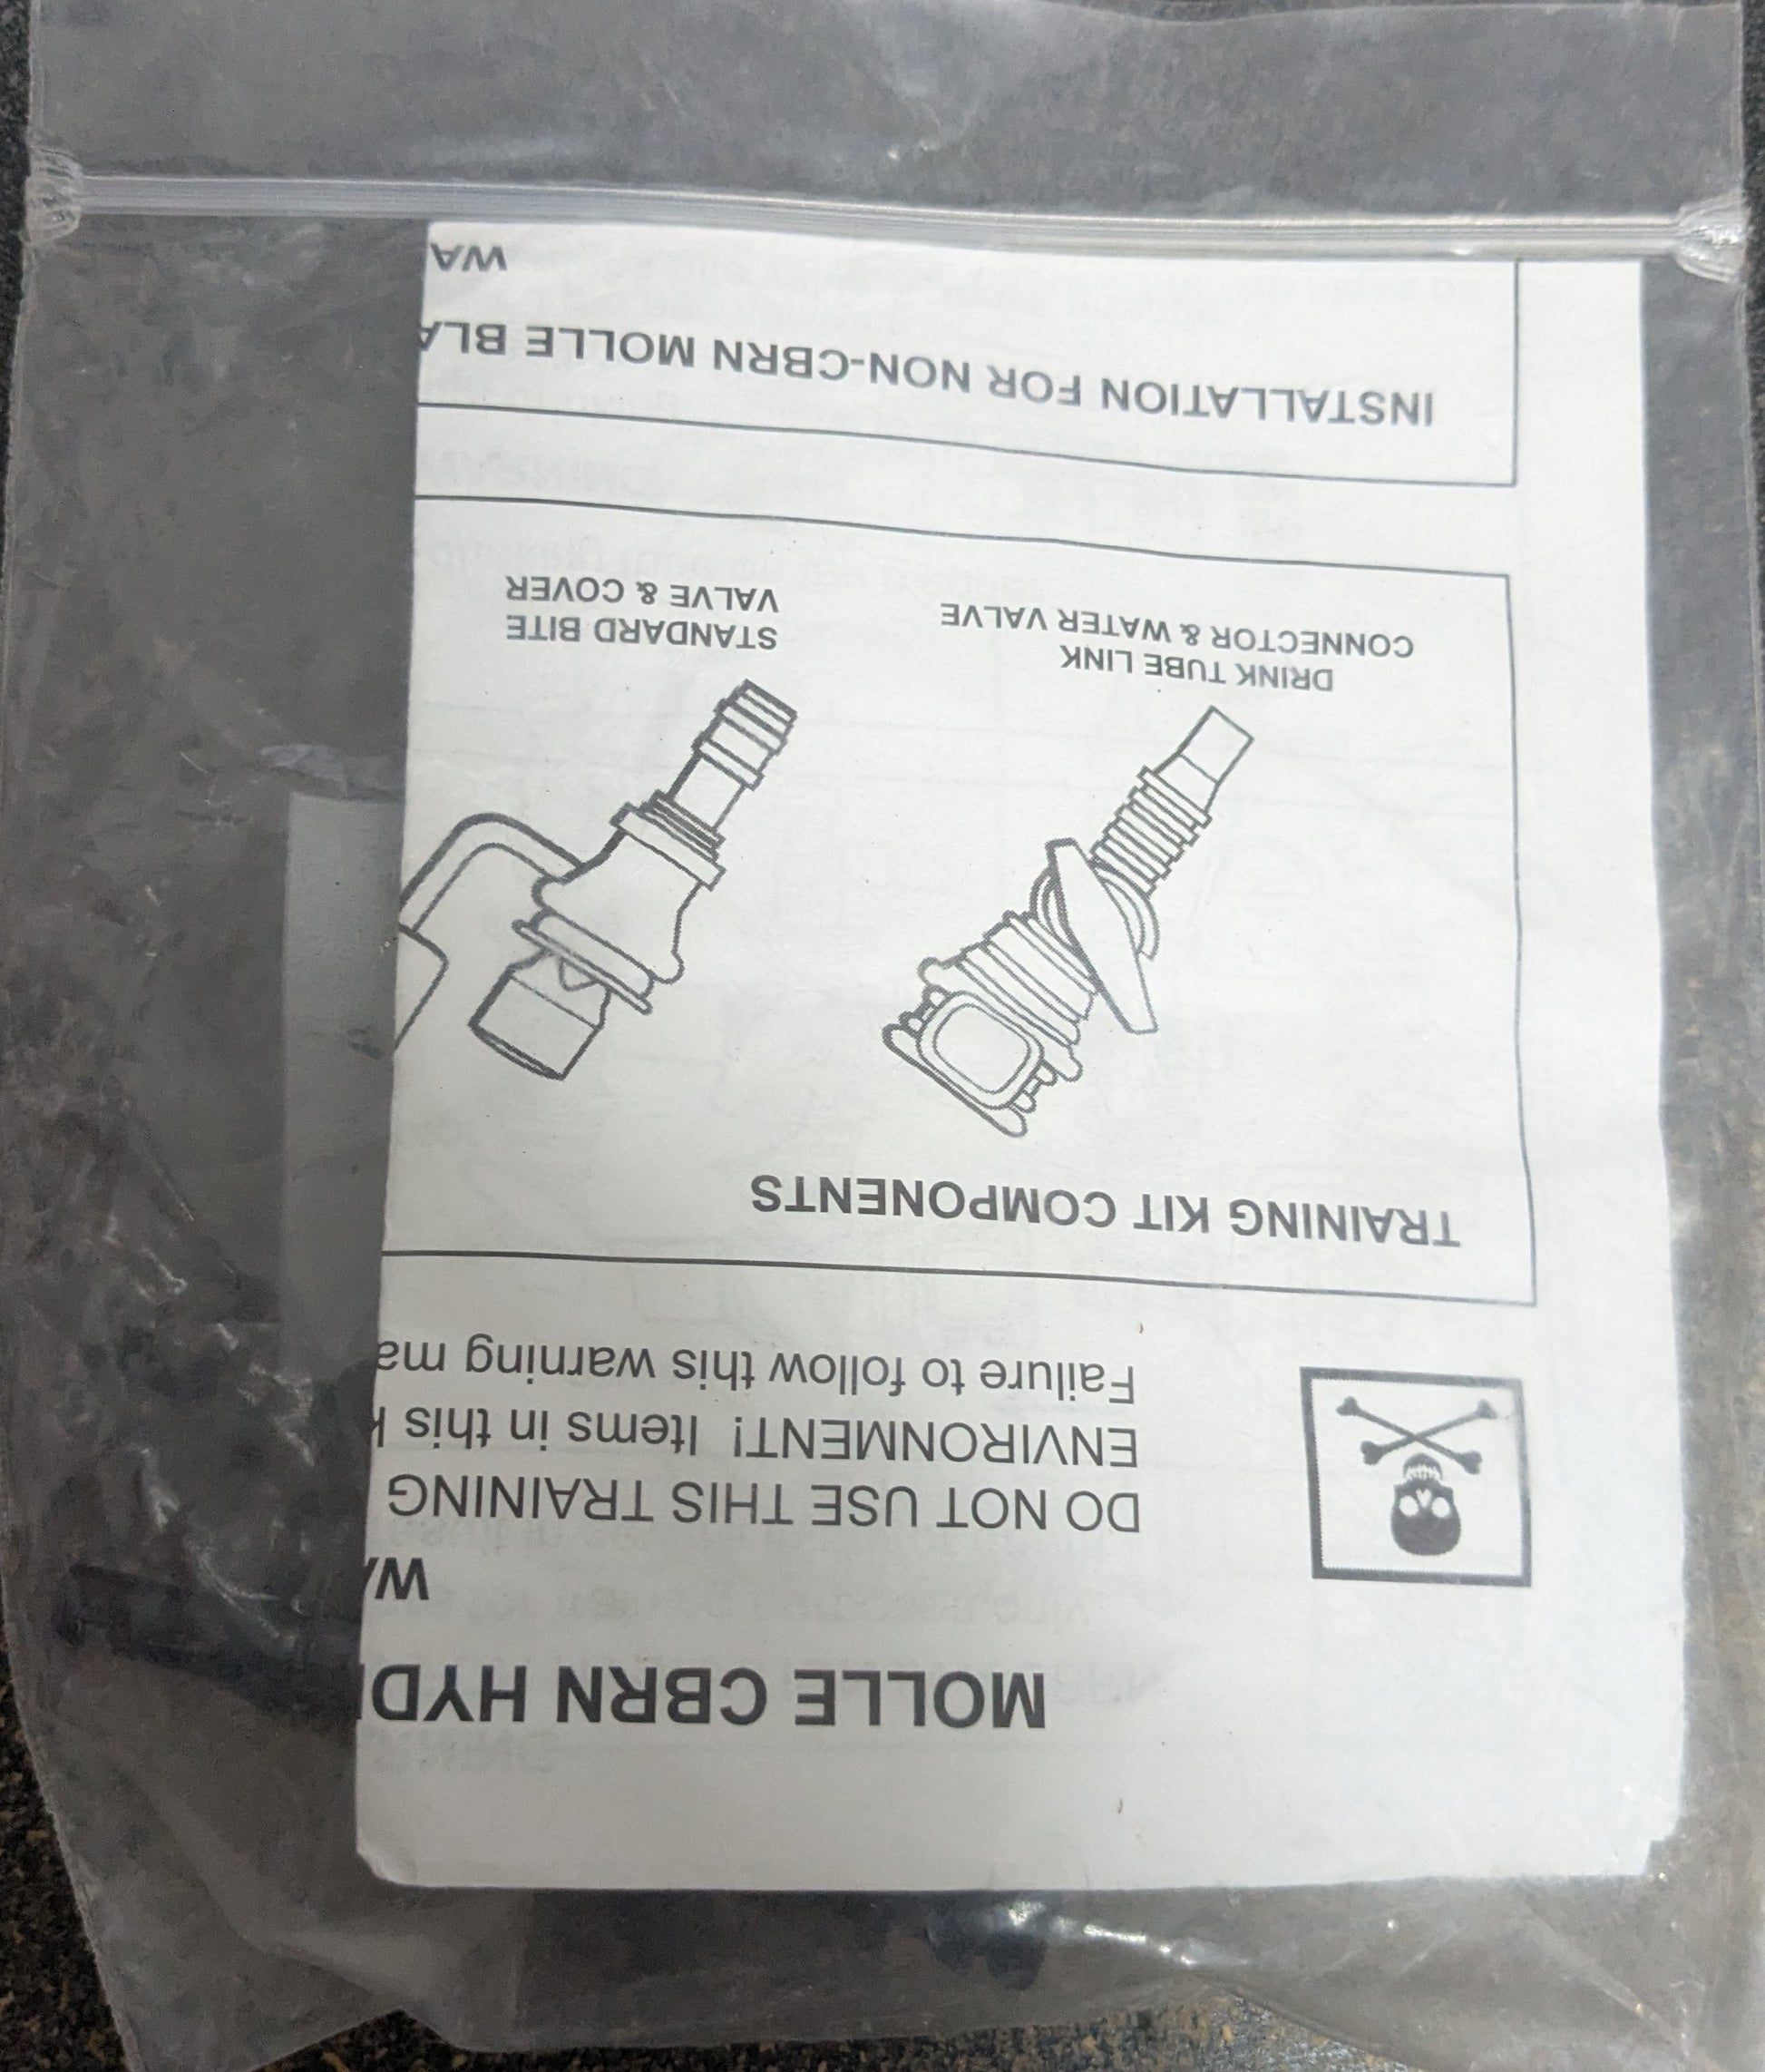 MOLLE CBRN HYD
WA
DO NOT USE THIS TRAINING
ENVIRONMENT! Items in this
Failure to follow this warning ma
TRAINING KIT COMPONENTS
DRINK TUBE LINK
CONNECTOR & WATER VALVE
STANDARD BITE
VALVE & COVER
INSTALLATION FOR NON-CBRN MOLLE BLA
WA